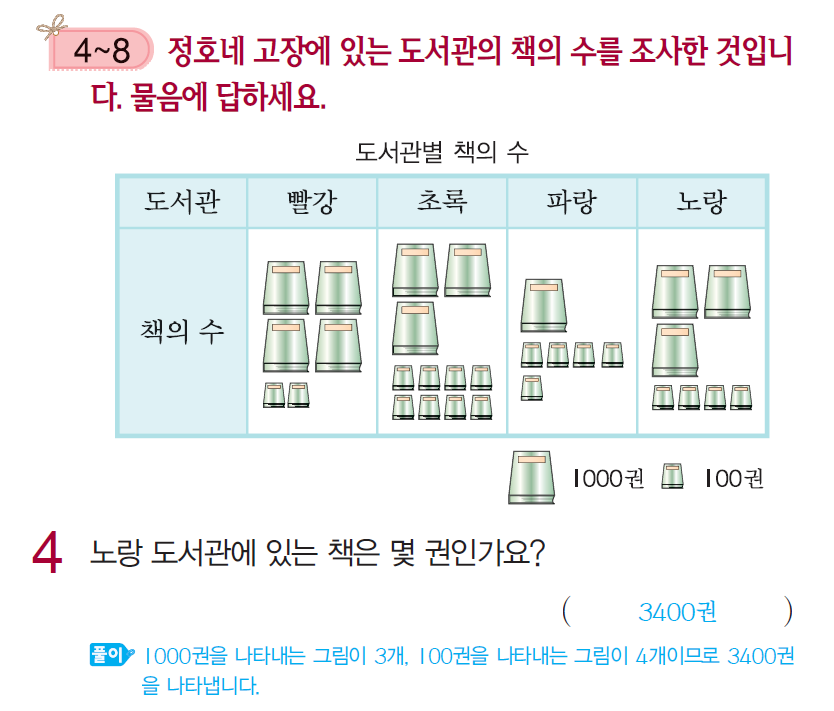 4~8 정호네 고장에 있는 도서관의 책의 수를 조사한 것입니
다. 물음에 답하세요.
도서관별 책의 수
도서관 빨강 초록 파랑 노랑
책의 수
1000권 100권
4 노랑 도서관에 있는 책은 몇 권인가요?
( 3400권 )
풀이 1000권을 나타내는 그림이 3개, 100권을 나타내는 그림이 4개이므로 3400권
을 나타냅니다.